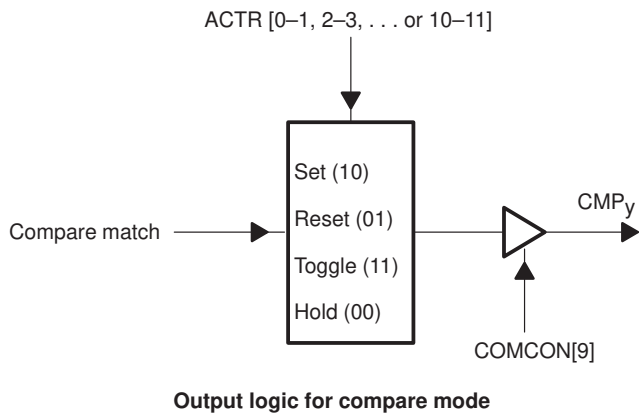 ACTR [0–1, 2–3, . . . or 10–11]
Set (10)
Reset (01)
Toggle (11)
Hold (00)
Compare match
CMPy
COMCON[9]
Output logic for compare mode